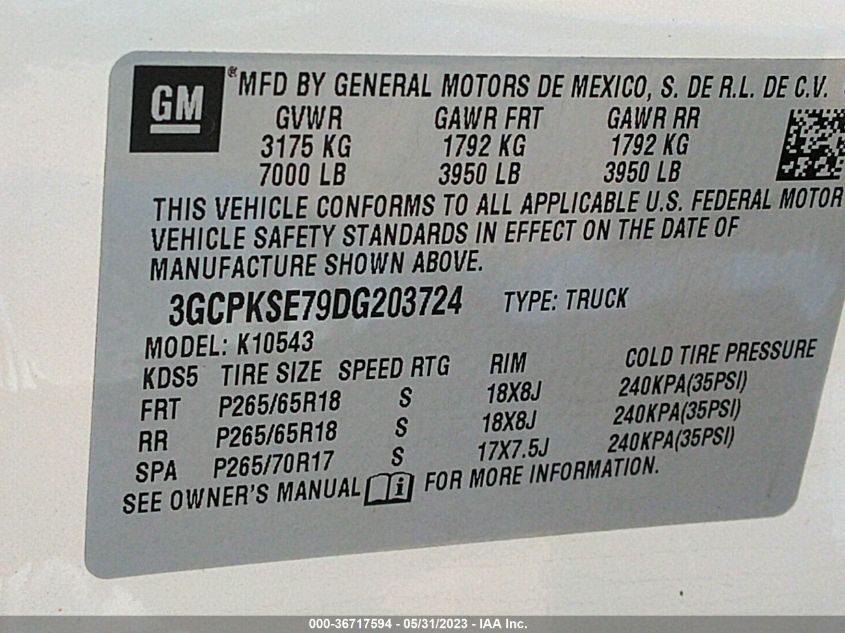 GM ® MFD BY GENERAL MOTORS DE MEXICO, S. DE R.L. DE C.V.
GVWR GAWR FRT GAWR RR
3175 KG 1792 KG 1792 KG
7000 LB 3950 LB 3950 LB
THIS VEHICLE CONFORMS TO ALL APPLICABLE U.S. FEDERAL MOTOR
VEHICLE SAFETY STANDARDS IN EFFECT ON THE DATE OF
MANUFACTURE SHOWN ABOVE.
3GCPKSE79DG203724 TYPE: TRUCK
MODEL: K10543
KDS5 TIRE SIZE SPEED RTG RIM COLD TIRE PRESSURE
FRT P265/65R18 S 18X8J 240KPA(35PSI)
RR P265/65R18 S 18X8J 240KPA(35PSI)
SPA P265/70R17 S 17X7.5J 240KPA(35PSI)
SEE OWNER'S MANUAL i FOR MORE INFORMATION.
000-36717594 - 05/31/2023 - IAA Inc.